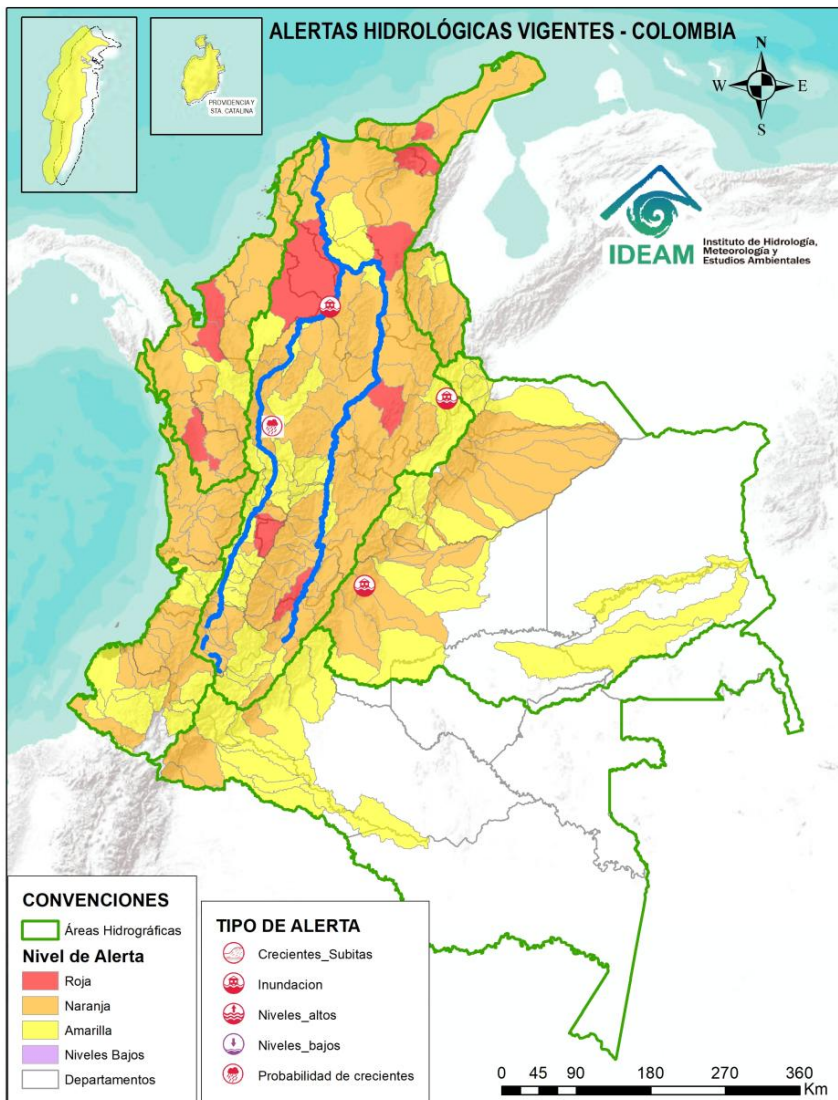 ALERTAS HIDROLÓGICAS VIGENTES - COLOMBIA
PROVIDENCIA Y
STA. CATALINA
N
W
E
S
IDEAM
Instituto de Hidrología,
Meteorología y
Estudios Ambientales
CONVENCIONES
Áreas Hidrográficas
Nivel de Alerta
Roja
Naranja
Amarilla
Niveles Bajos
Departamentos
TIPO DE ALERTA
Crecientes_Subitas
Inundacion
Niveles_altos
Niveles_bajos
Probabilidad de crecientes
0 45 90 180 270 360
Km